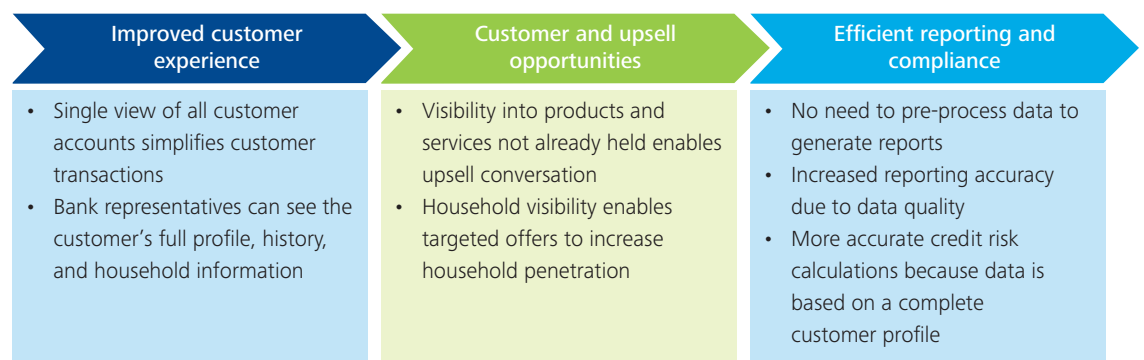 Improved customer
experience
• Single view of all customer
accounts simplifies customer
transactions
• Bank representatives can see the
customer’s full profile, history,
and household information
Customer and upsell
opportunities
• Visibility into products and
services not already held enables
upsell conversation
• Household visibility enables
targeted offers to increase
household penetration
Efficient reporting and
compliance
• No need to pre-process data to
generate reports
• Increased reporting accuracy
due to data quality
• More accurate credit risk
calculations because data is
based on a complete
customer profile